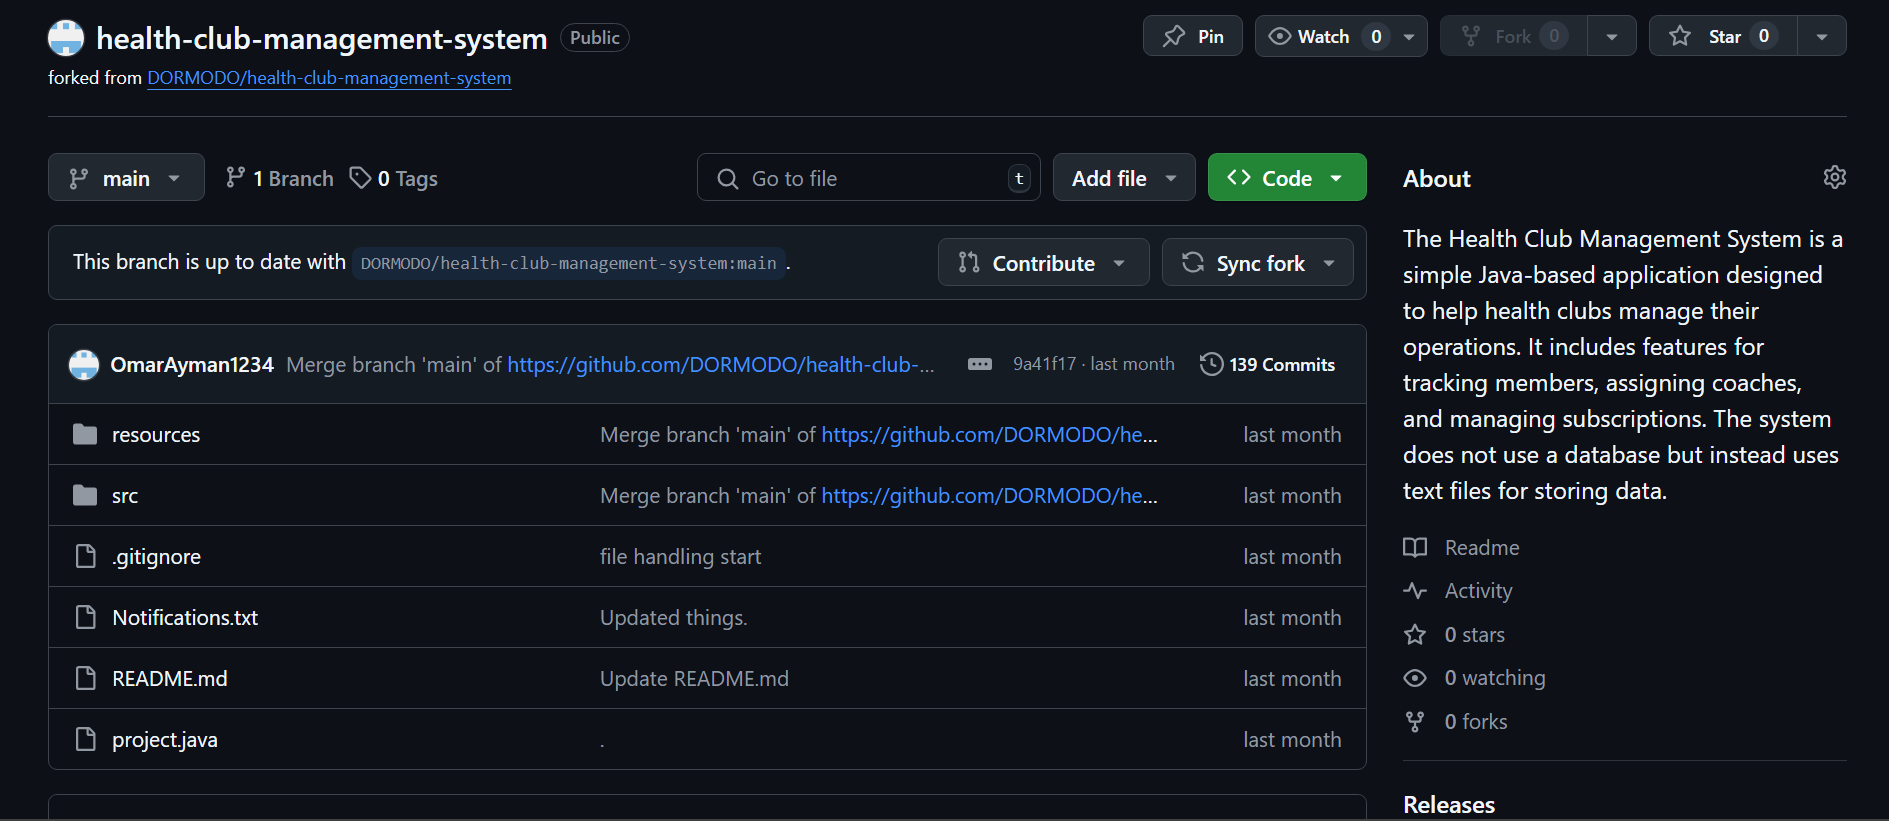 health-club-management-system Public
Pin
Watch 0
Fork 0
Star 0
forked from DORMODO/health-club-management-system
main
1 Branch
0 Tags
Go to file t
Add file
Code
This branch is up to date with DORMODO/health-club-management-system:main .
Contribute
Sync fork
OmarAyman1234 Merge branch 'main' of https://github.com/DORMODO/health-club-... 9a41f17 · last month 139 Commits
resources Merge branch 'main' of https://github.com/DORMODO/he... last month
src Merge branch 'main' of https://github.com/DORMODO/he... last month
.gitignore file handling start last month
Notifications.txt Updated things. last month
README.md Update README.md last month
project.java . last month
About
The Health Club Management System is a
simple Java-based application designed
to help health clubs manage their
operations. It includes features for
tracking members, assigning coaches,
and managing subscriptions. The system
does not use a database but instead uses
text files for storing data.
Readme
Activity
0 stars
0 watching
0 forks
Releases